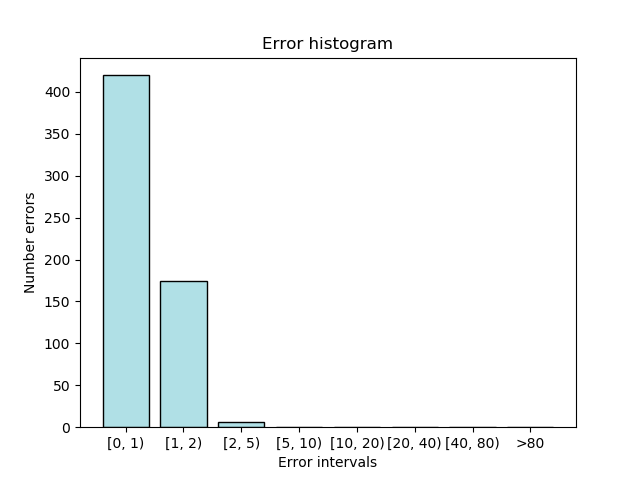 Error histogram
400
350
300
250
200
150
100
50
0
Number errors
[0, 1) [1, 2) [2, 5) [5, 10) [10, 20) [20, 40) [40, 80) >80
Error intervals